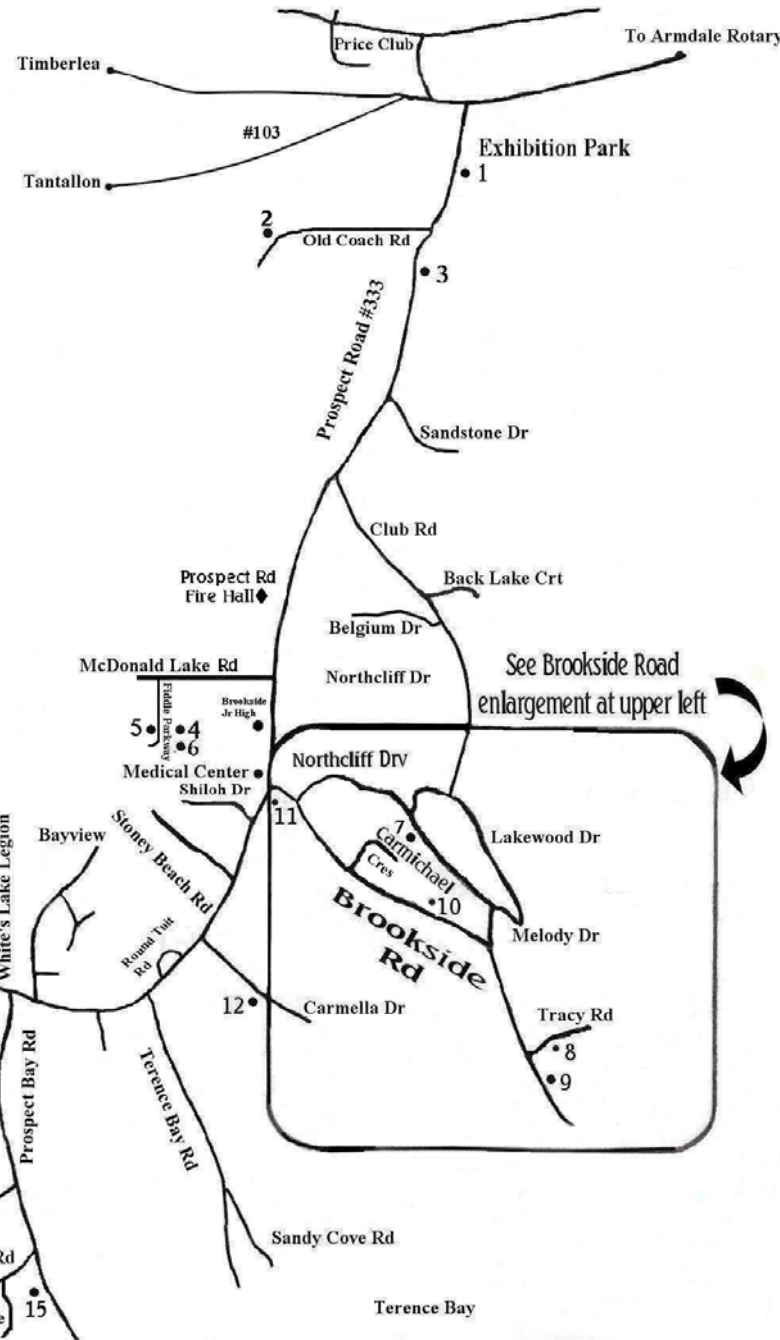 Price Club
To Armdale Rotary
Timberlea
#103
Exhibition Park
1
Tantallon
2
Old Coach Rd
3
Prospect Road #333
Sandstone Dr
Club Rd
Prospect Rd
Fire Hall
Back Lake Crt
Belgium Dr
McDonald Lake Rd
Northcliff Dr
See Brookside Road
enlargement at upper left
Fiddle Parkway
Brookside
Jr High
5
4
6
Medical Center
Northcliff Drv
Shiloh Dr
11
Stoney Beach Rd
Bayview
White's Lake Legion
7
Carmichael
Cres
Lakewood Dr
10
Brookside
Rd
Melody Dr
Round Tuit
Rd
12
Carmella Dr
Tracy Rd
8
9
Prospect Bay Rd
Terence Bay Rd
Sandy Cove Rd
Rd
15
Terence Bay